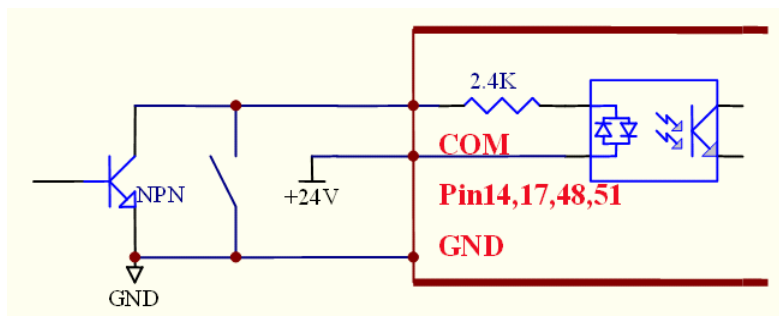 2.4K
COM
NPN
+24V
Pin14,17,48,51
GND
GND